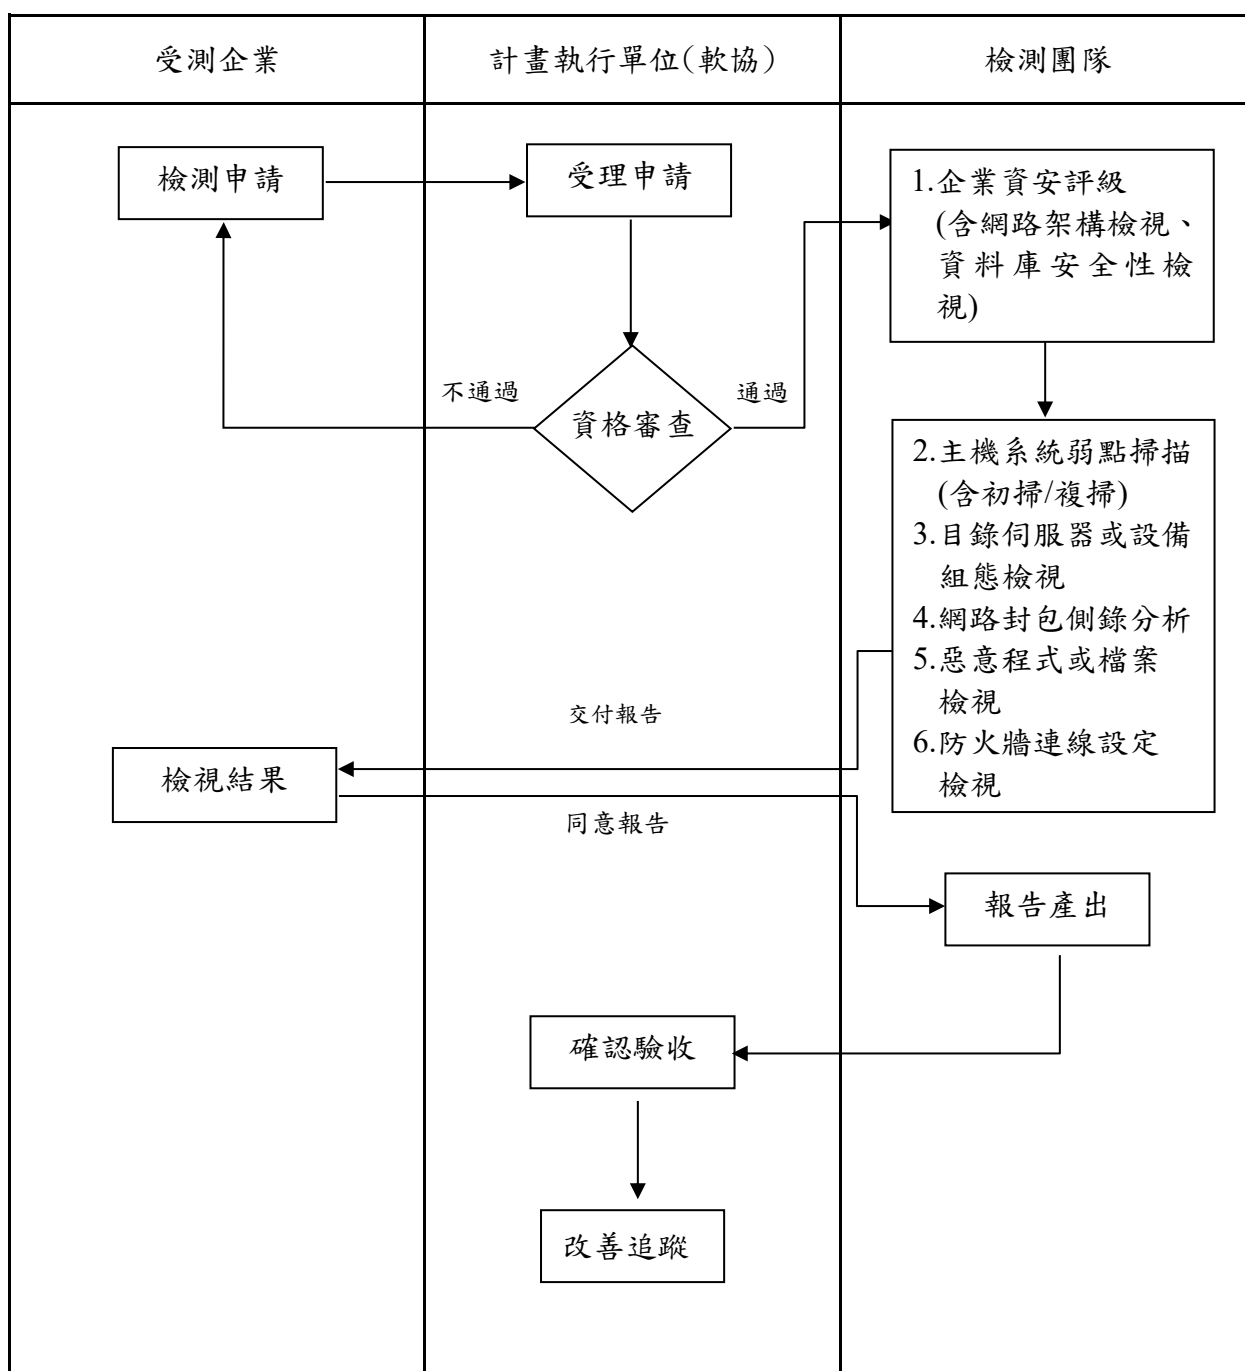 受測企業
計畫執行單位(軟協)
檢測團隊
檢測申請
受理申請
1.企業資安評級
(含網路架構檢視、
資料庫安全性檢
視)
不通過
通過
資格審查
2.主機系統弱點掃描
(含初掃/複掃)
3.目錄伺服器或設備
組態檢視
4.網路封包側錄分析
5.惡意程式或檔案
檢視
6.防火牆連線設定
檢視
交付報告
檢視結果
同意報告
報告產出
確認驗收
改善追蹤